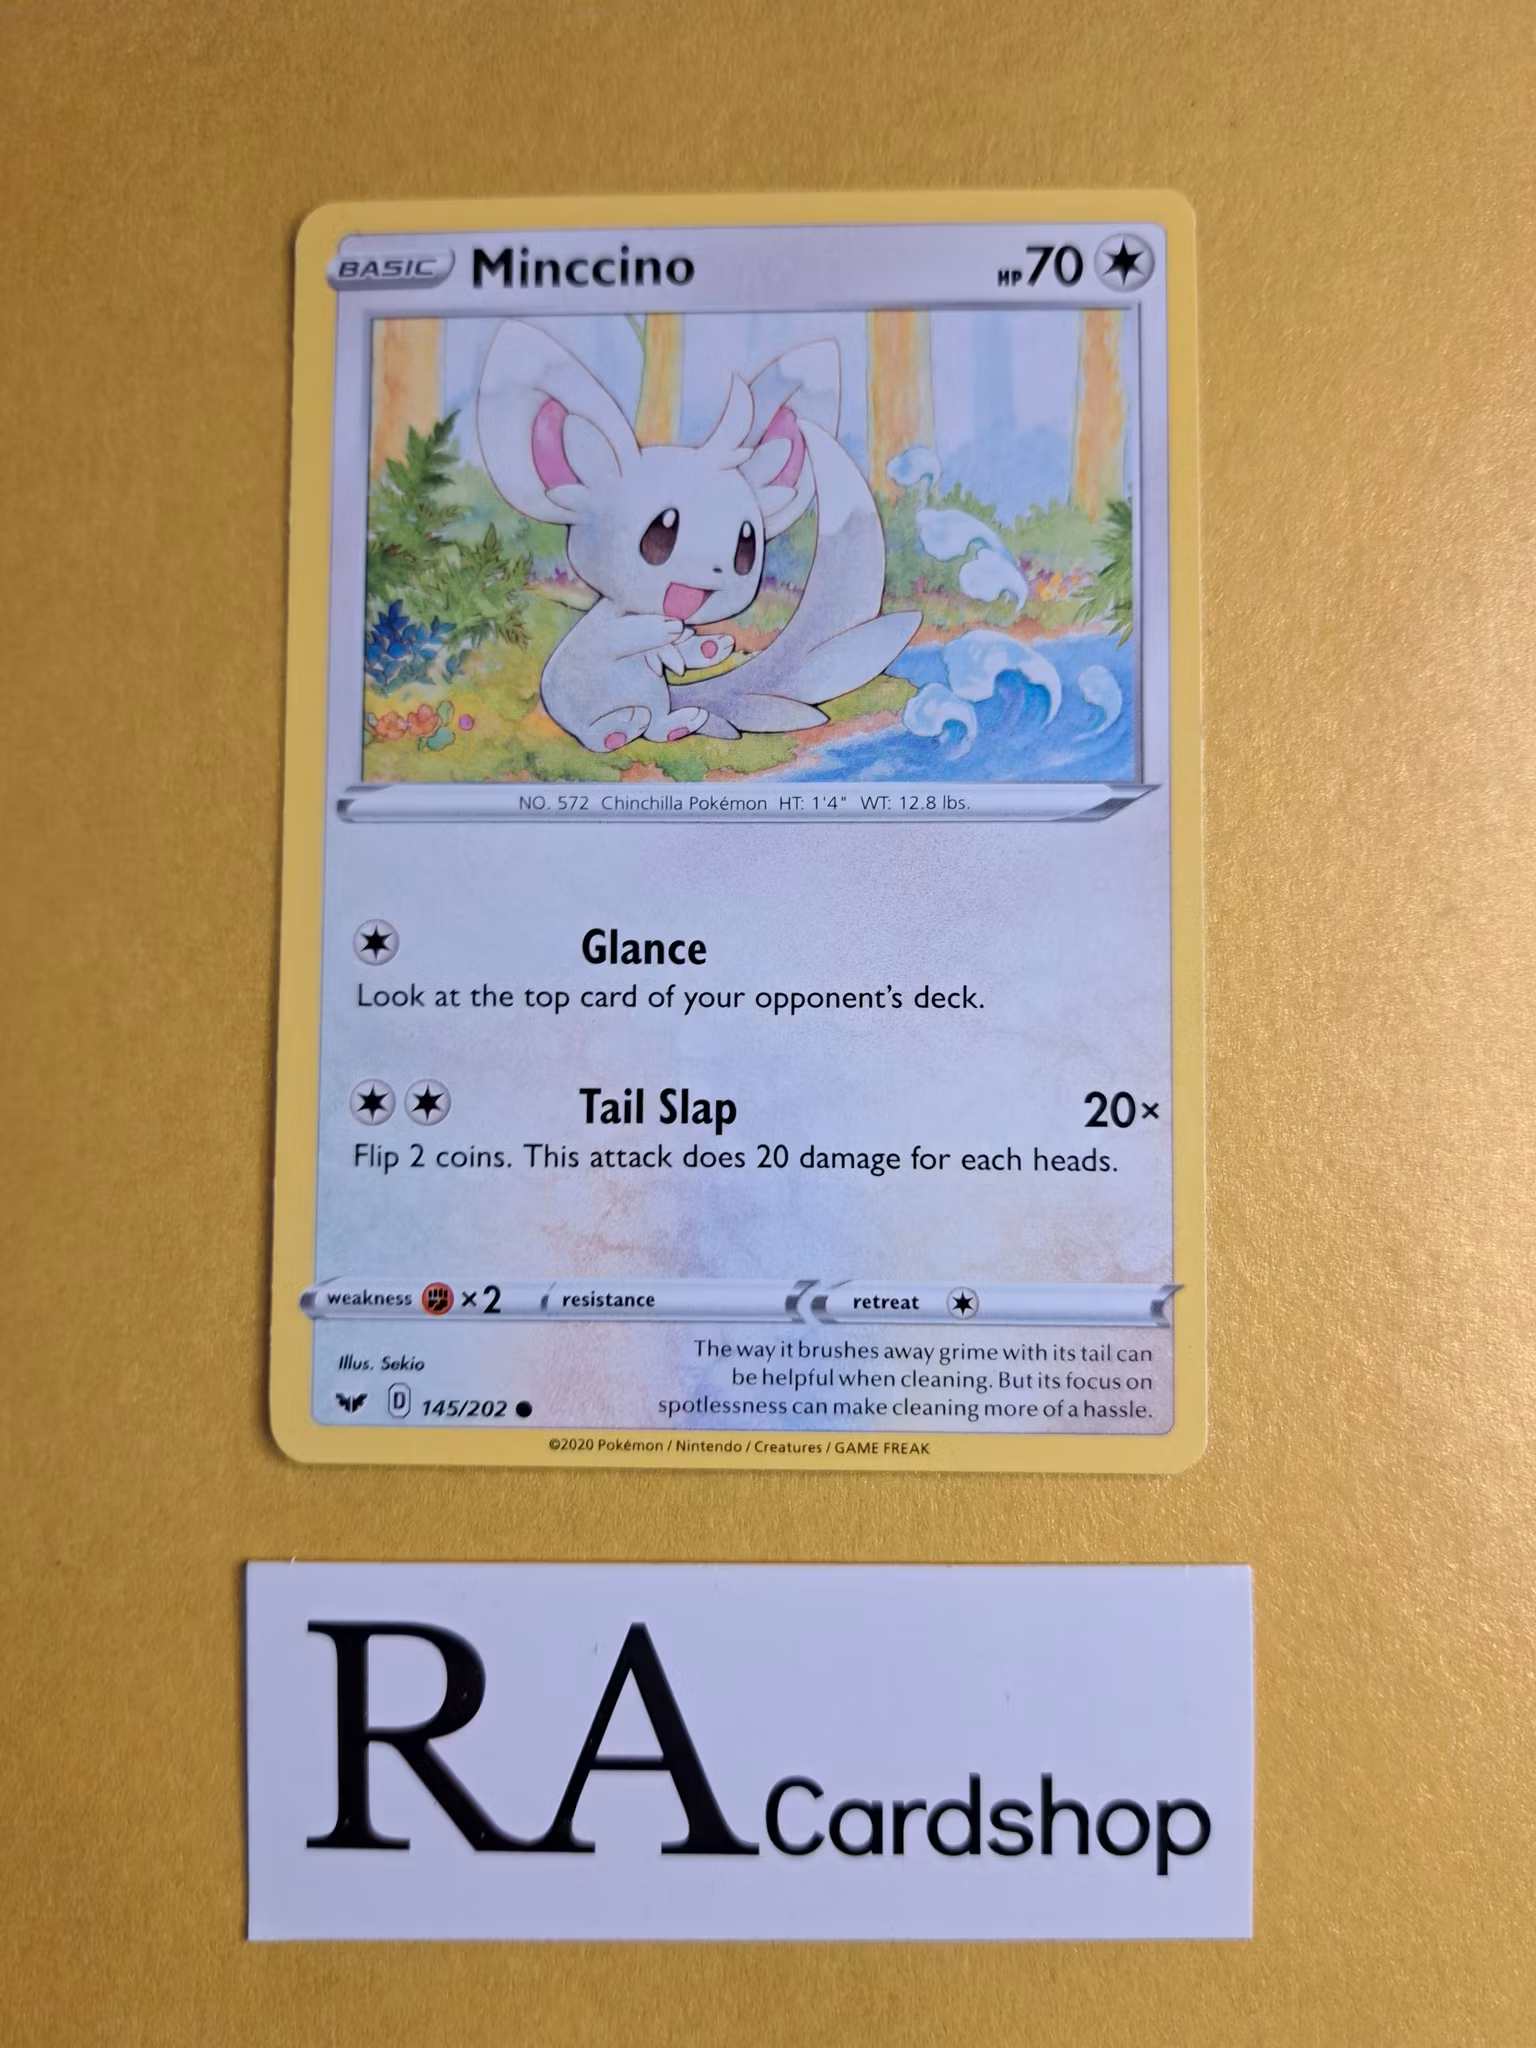 BASIC Minccino HP 70
NO. 572 Chinchilla Pokémon HT: 1'4" WT: 12.8 lbs.
Glance
Look at the top card of your opponent’s deck.
Tail Slap 20×
Flip 2 coins. This attack does 20 damage for each heads.
weakness ×2 resistance retreat
The way it brushes away grime with its tail can
be helpful when cleaning. But its focus on
spotlessness can make cleaning more of a hassle.
Illus. Sekio
D 145/202
©2020 Pokémon / Nintendo / Creatures / GAME FREAK
RA Cardshop